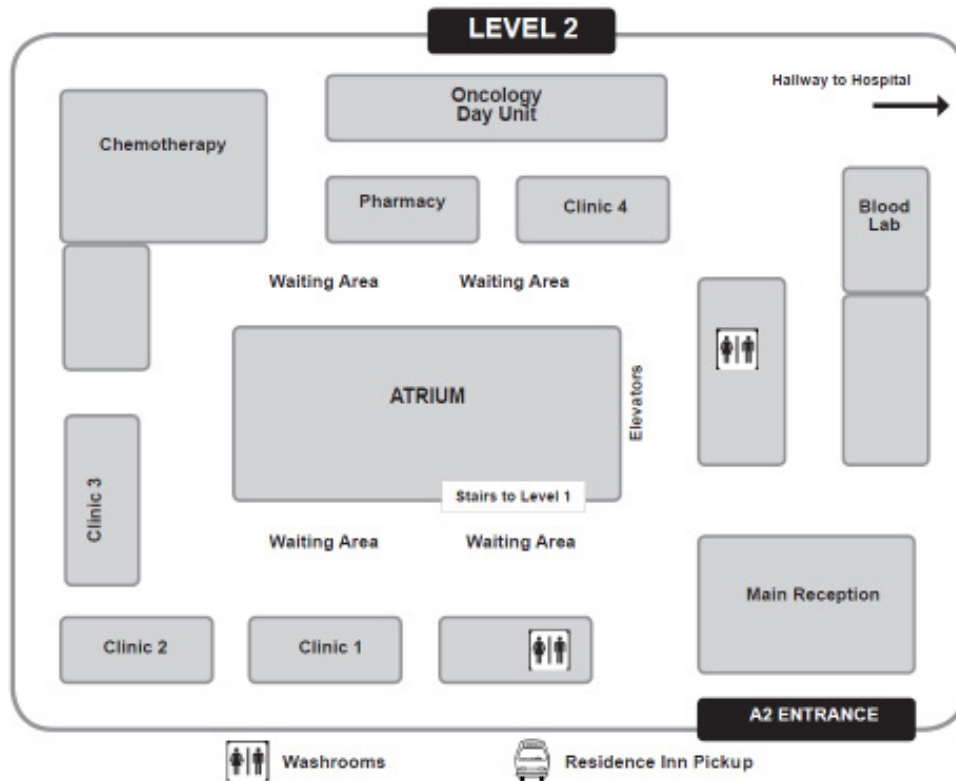 LEVEL 2
Hallway to Hospital
Oncology
Day Unit
Chemotherapy
Pharmacy
Clinic 4
Blood
Lab
Waiting Area
Waiting Area
ATRIUM
Elevators
Stairs to Level 1
Clinic 3
Waiting Area
Waiting Area
Main Reception
Clinic 2
Clinic 1
A2 ENTRANCE
Washrooms
Residence Inn Pickup